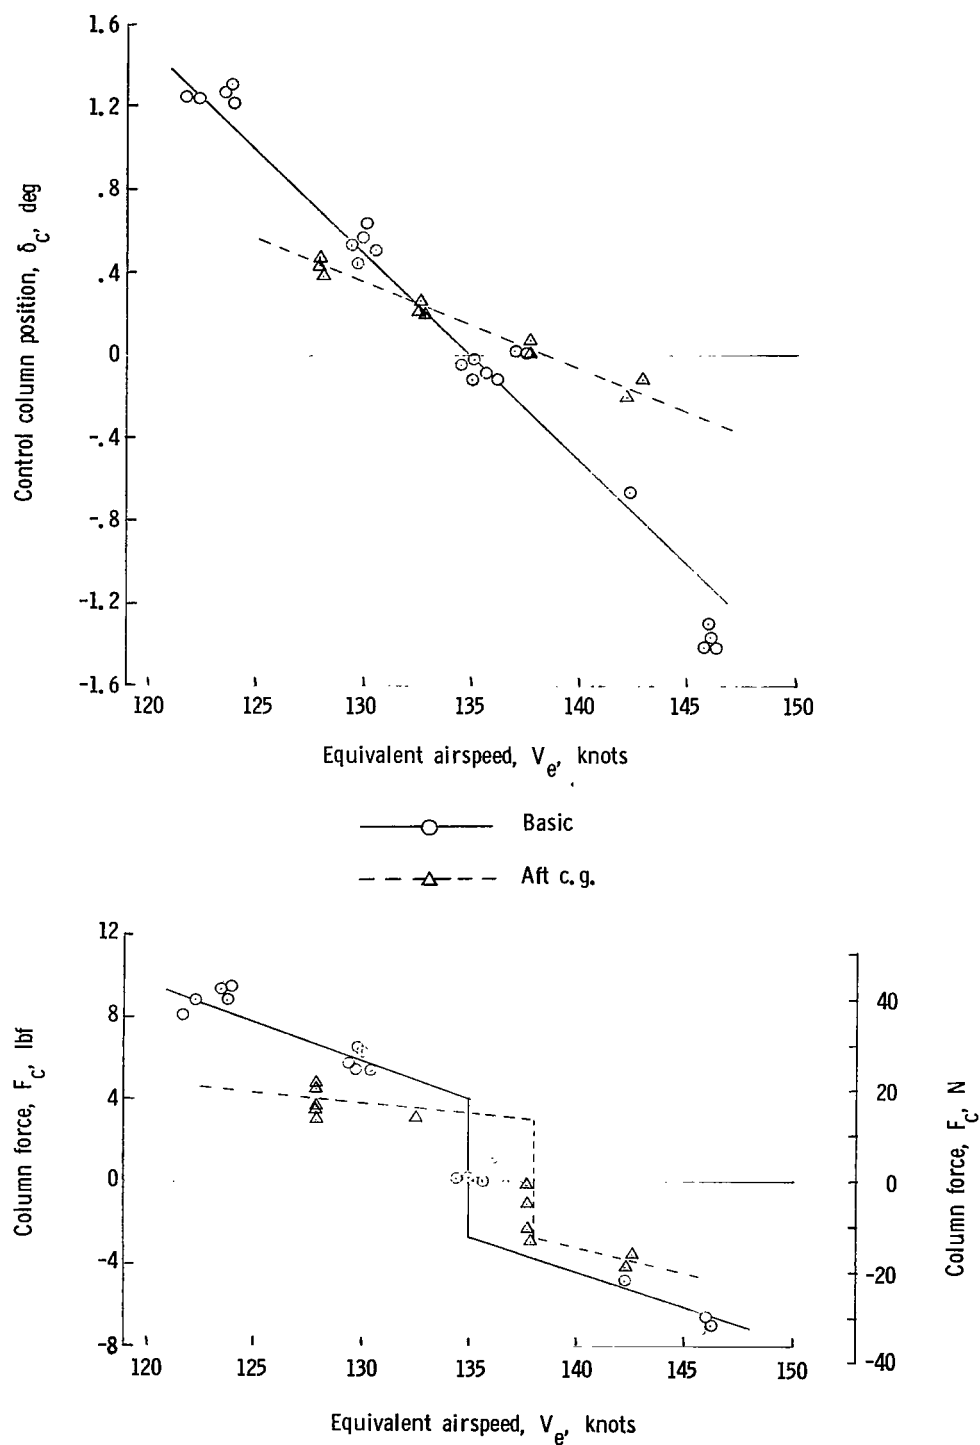 1.6
1.2
.8
.4
0
-.4
-.8
-1.2
-1.6
Control column position, δc, deg
120 125 130 135 140 145 150
Equivalent airspeed, Ve, knots
Basic
Aft c.g.
12
8
4
0
-4
-8
Column force, Fc, lbf
40
20
0
-20
-40
Column force, Fc, N
120 125 130 135 140 145 150
Equivalent airspeed, Ve, knots